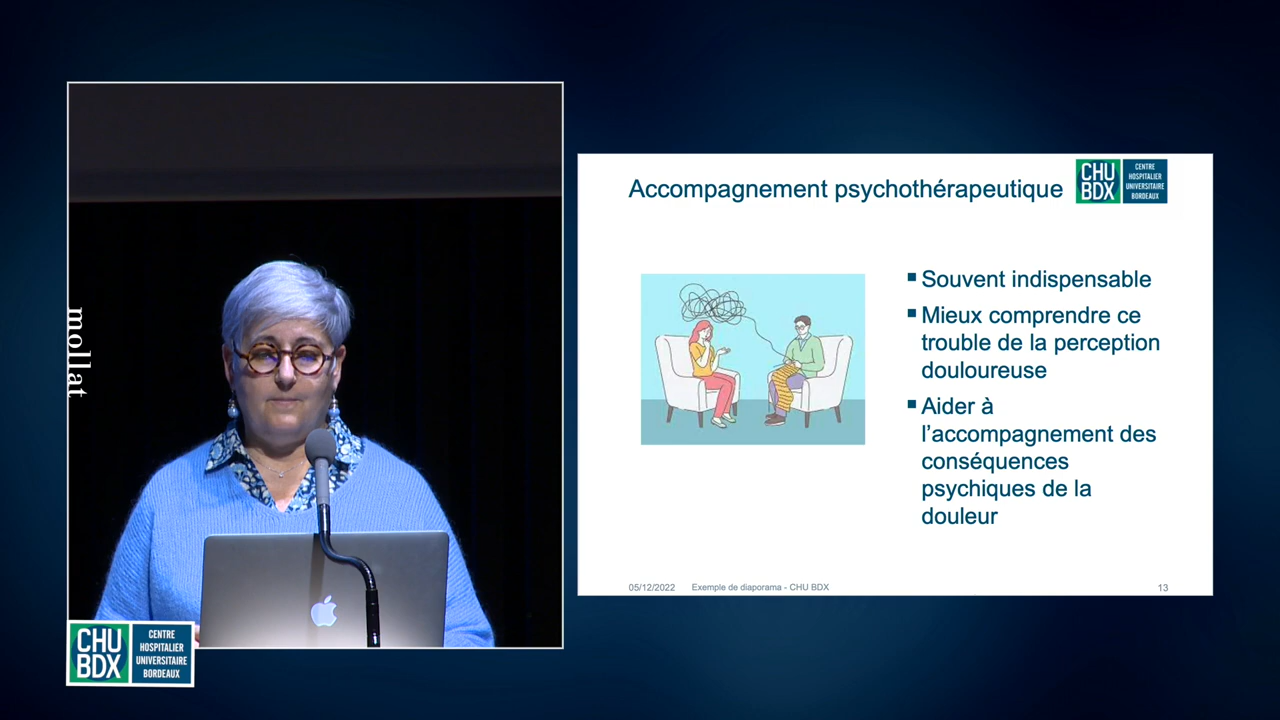 mollat
CHU
BDX
CENTRE
HOSPITALIER
UNIVERSITAIRE
BORDEAUX
Accompagnement psychothérapeutique
CHU
BDX
CENTRE
HOSPITALIER
UNIVERSITAIRE
BORDEAUX
▪ Souvent indispensable
▪ Mieux comprendre ce
trouble de la perception
douloureuse
▪ Aider à
l’accompagnement des
conséquences
psychiques de la
douleur
05/12/2022 Exemple de diaporama - CHU BDX 13